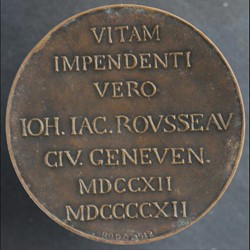 VITAM
IMPENDENTI
VERO
IOH. IAC. ROVSSEAV
CIV. GENEVEN.
MDCCXII
MDCCCCXII